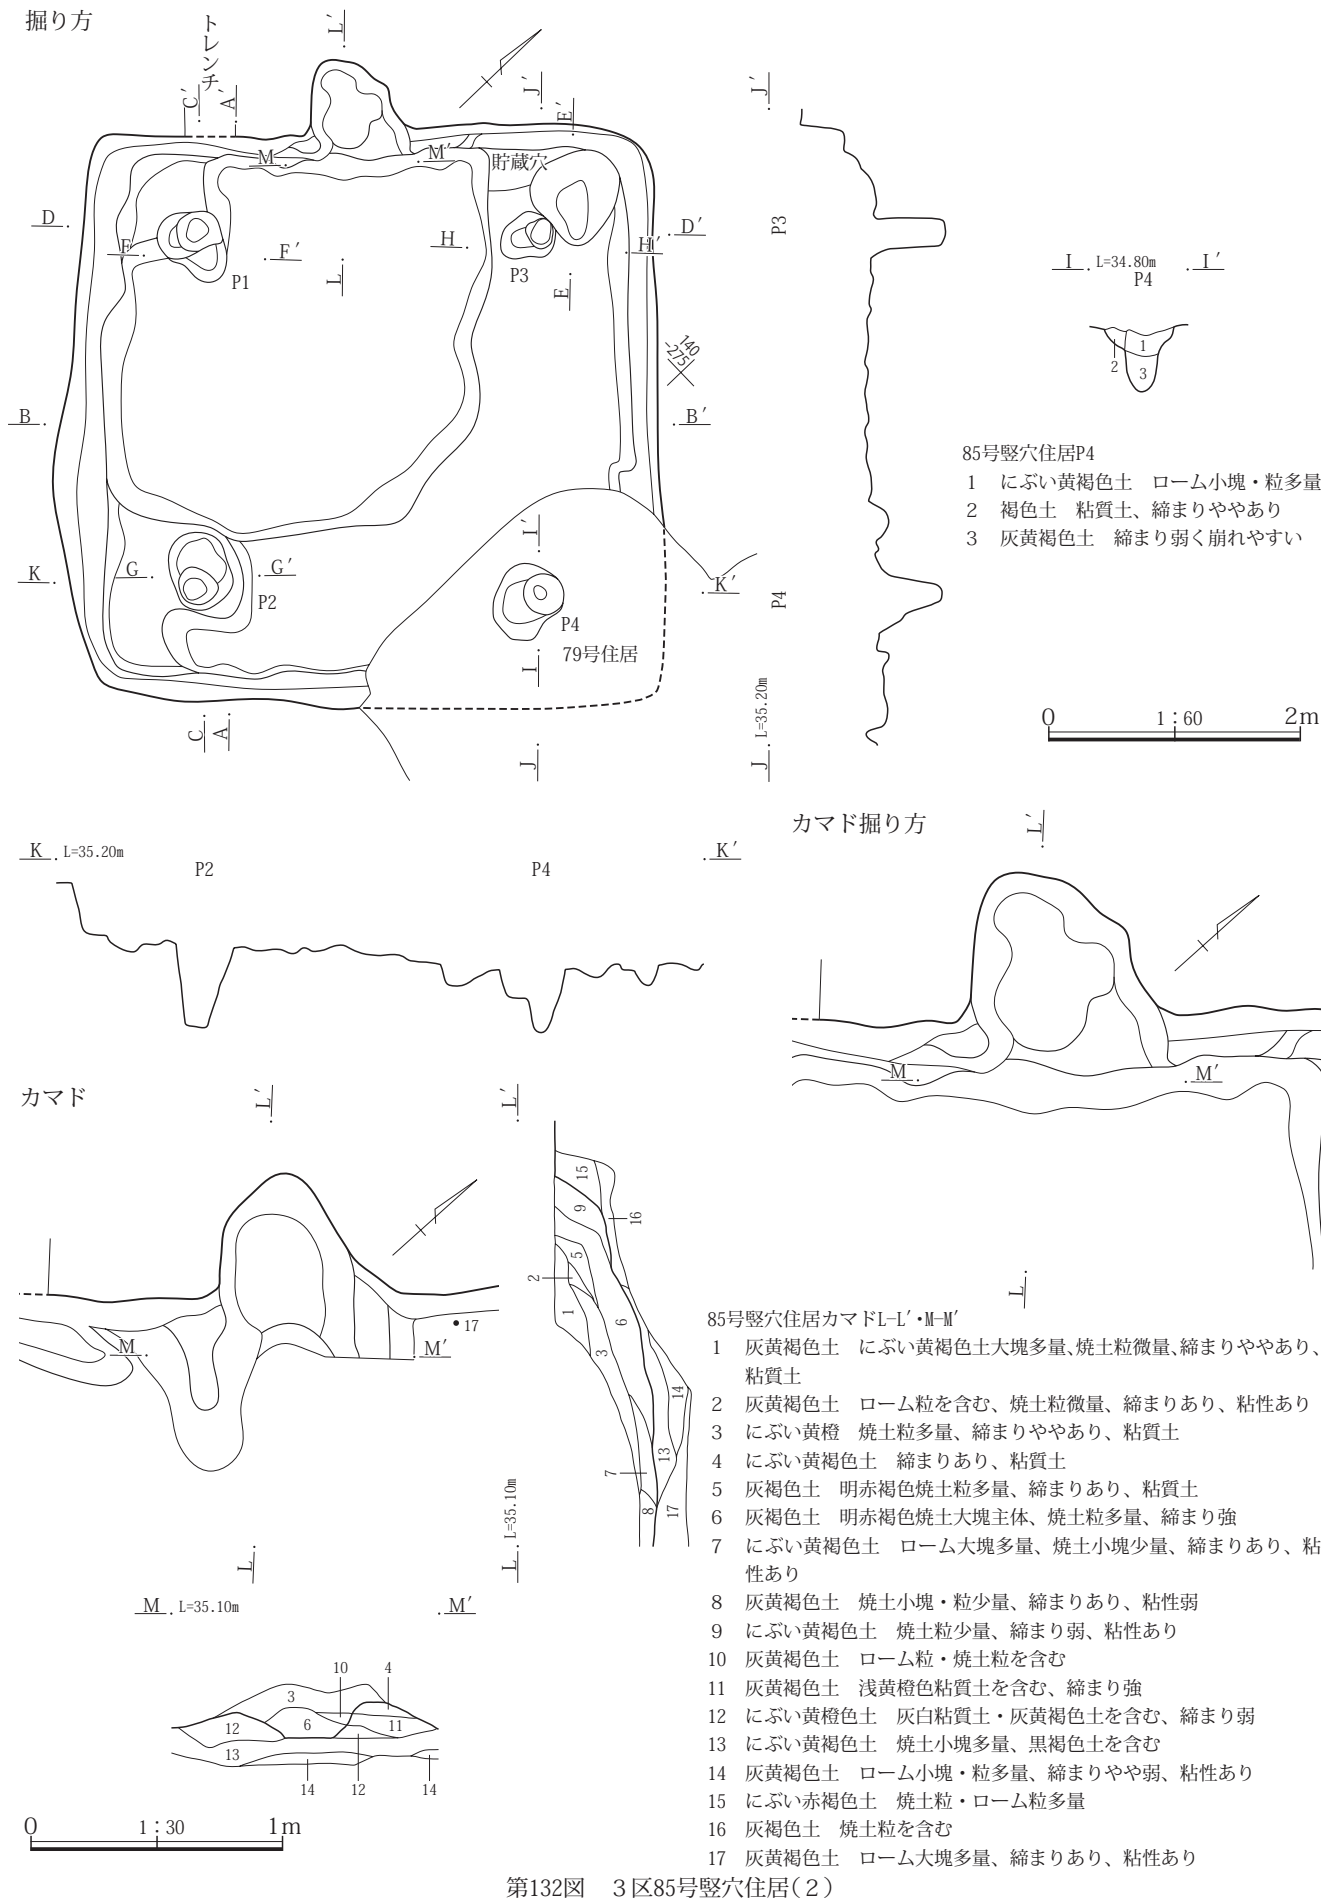 掘り方
トレンチ
L′
C′
A′
J′
E′
J′
M
M′
貯蔵穴
D
D′
F
F′
H
H′
P1
L
P3
E
P3
I L=34.80m I′
P4
1
2
3
140
-275
B
B′
85号竪穴住居P4
1 にぶい黄褐色土 ローム小塊・粒多量
2 褐色土 粘質土、締まりややあり
3 灰黄褐色土 締まり弱く崩れやすい
I′
K
G
G′
K′
P2
P4
P4
79号住居
I
C
A
J
J L=35.20m
0 1：60 2m
カマド掘り方
L′
K L=35.20m
K′
P2
P4
M
M′
L
カマド
L′
L′
M
M′
17
L
15
9
16
5
2
1
6
3
14
13
7
8
17
L L=35.10m
M L=35.10m M′
10
4
3
12
6
11
13
14
12
14
0 1：30 1m
85号竪穴住居カマドL-L′・M-M′
1 灰黄褐色土 にぶい黄褐色土大塊多量、焼土粒微量、締まりややあり、
粘質土
2 灰黄褐色土 ローム粒を含む、焼土粒微量、締まりあり、粘性あり
3 にぶい黄橙 焼土粒多量、締まりややあり、粘質土
4 にぶい黄褐色土 締まりあり、粘質土
5 灰褐色土 明赤褐色焼土粒多量、締まりあり、粘質土
6 灰褐色土 明赤褐色焼土大塊主体、焼土粒多量、締まり強
7 にぶい黄褐色土 ローム大塊多量、焼土小塊少量、締まりあり、粘
性あり
8 灰黄褐色土 焼土小塊・粒少量、締まりあり、粘性弱
9 にぶい黄褐色土 焼土粒少量、締まり弱、粘性あり
10 灰黄褐色土 ローム粒・焼土粒を含む
11 灰黄褐色土 浅黄橙色粘質土を含む、締まり強
12 にぶい黄橙色土 灰白粘質土・灰黄褐色土を含む、締まり弱
13 にぶい黄褐色土 焼土小塊多量、黒褐色土を含む
14 灰黄褐色土 ローム小塊・粒多量、締まりやや弱、粘性あり
15 にぶい赤褐色土 焼土粒・ローム粒多量
16 灰褐色土 焼土粒を含む
17 灰黄褐色土 ローム大塊多量、締まりあり、粘性あり
第132図 3区85号竪穴住居(2)